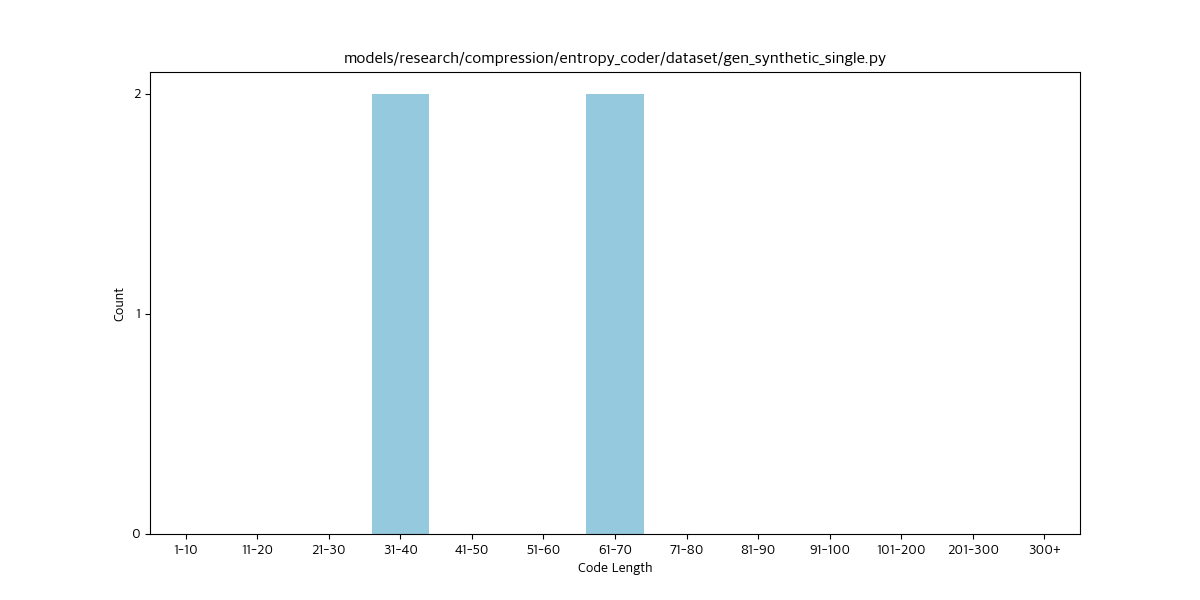 models/research/compression/entropy_coder/dataset/gen_synthetic_single.py
2
1
0
Count
1-10 11-20 21-30 31-40 41-50 51-60 61-70 71-80 81-90 91-100 101-200 201-300 300+
Code Length